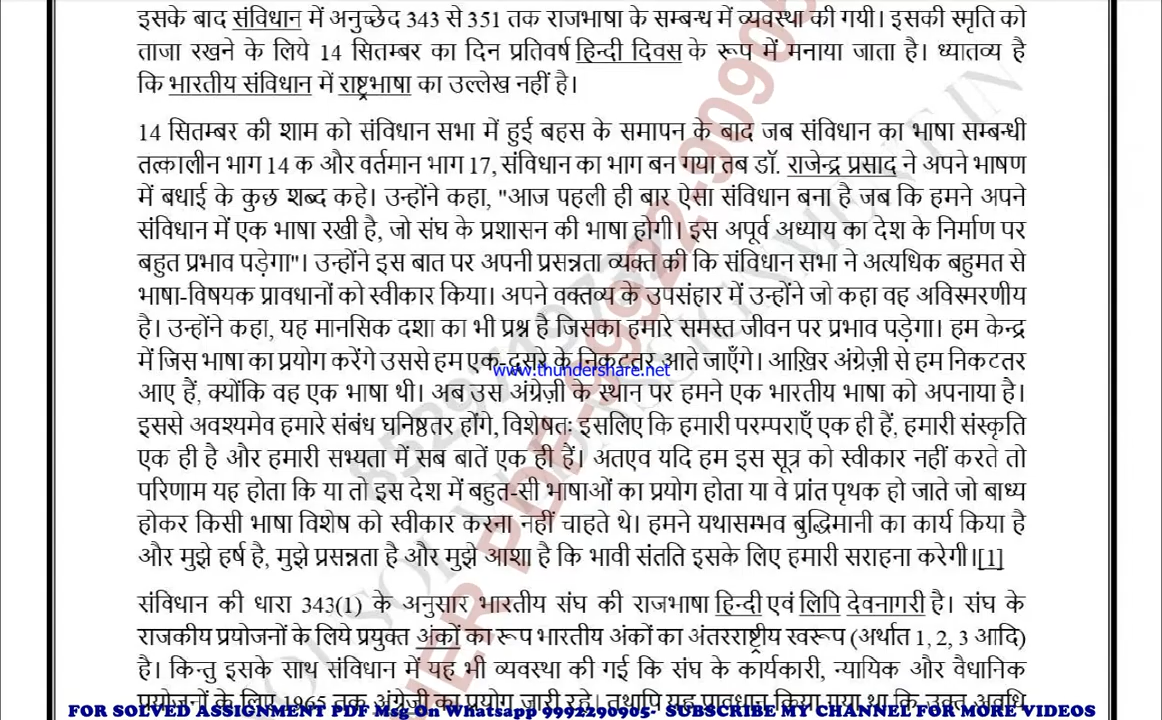 इसके बाद संविधान में अनुच्छेद 343 से 351 तक राजभाषा के सम्बन्ध में व्यवस्था की गयी। इसकी स्मृति को
ताजा रखने के लिये 14 सितम्बर का दिन प्रतिवर्ष हिन्दी दिवस के रूप में मनाया जाता है। ध्यातव्य है
कि भारतीय संविधान में राष्ट्रभाषा का उल्लेख नहीं है।
14 सितम्बर की शाम को संविधान सभा में हुई बहस के समापन के बाद जब संविधान का भाषा सम्बन्धी
तत्कालीन भाग 14 क और वर्तमान भाग 17, संविधान का भाग बन गया तब डॉ. राजेन्द्र प्रसाद ने अपने भाषण
में बधाई के कुछ शब्द कहे। उन्होंने कहा, "आज पहली ही बार ऐसा संविधान बना है जब कि हमने अपने
संविधान में एक भाषा रखी है, जो संघ के प्रशासन की भाषा होगी। इस अपूर्व अध्याय का देश के निर्माण पर
बहुत प्रभाव पड़ेगा"। उन्होंने इस बात पर अपनी प्रसन्नता व्यक्त की कि संविधान सभा ने अत्यधिक बहुमत से
भाषा-विषयक प्रावधानों को स्वीकार किया। अपने वक्तव्य के उपसंहार में उन्होंने जो कहा वह अविस्मरणीय
है। उन्होंने कहा, यह मानसिक दशा का भी प्रश्न है जिसका हमारे समस्त जीवन पर प्रभाव पड़ेगा। हम केन्द्र
में जिस भाषा का प्रयोग करेंगे उससे हम एक-दूसरे के निकटतर आते जाएँगे। आख़िर अंग्रेज़ी से हम निकटतर
www.thundershare.net
आए हैं, क्योंकि वह एक भाषा थी। अब उस अंग्रेज़ी के स्थान पर हमने एक भारतीय भाषा को अपनाया है।
इससे अवश्यमेव हमारे संबंध घनिष्ठतर होंगे, विशेषतः इसलिए कि हमारी परम्पराएँ एक ही हैं, हमारी संस्कृति
एक ही है और हमारी सभ्यता में सब बातें एक ही हैं। अतएव यदि हम इस सूत्र को स्वीकार नहीं करते तो
परिणाम यह होता कि या तो इस देश में बहुत-सी भाषाओं का प्रयोग होता या वे प्रांत पृथक हो जाते जो बाध्य
होकर किसी भाषा विशेष को स्वीकार करना नहीं चाहते थे। हमने यथासम्भव बुद्धिमानी का कार्य किया है
और मुझे हर्ष है, मुझे प्रसन्नता है और मुझे आशा है कि भावी संतति इसके लिए हमारी सराहना करेगी।[1]
संविधान की धारा 343(1) के अनुसार भारतीय संघ की राजभाषा हिन्दी एवं लिपि देवनागरी है। संघ के
राजकीय प्रयोजनों के लिये प्रयुक्त अंकों का रूप भारतीय अंकों का अंतरराष्ट्रीय स्वरूप (अर्थात 1, 2, 3 आदि)
है। किन्तु इसके साथ संविधान में यह भी व्यवस्था की गई कि संघ के कार्यकारी, न्यायिक और वैधानिक
प्रयोजनों के लिए 1965 तक अंग्रेजी का प्रयोग जारी रहे। तथापि यह प्रावधान किया गया था कि उक्त अवधि
FOR SOLVED ASSIGNMENT PDF Msg On Whatsapp 9992290905- SUBSCRIBE MY CHANNEL FOR MORE VIDEOS